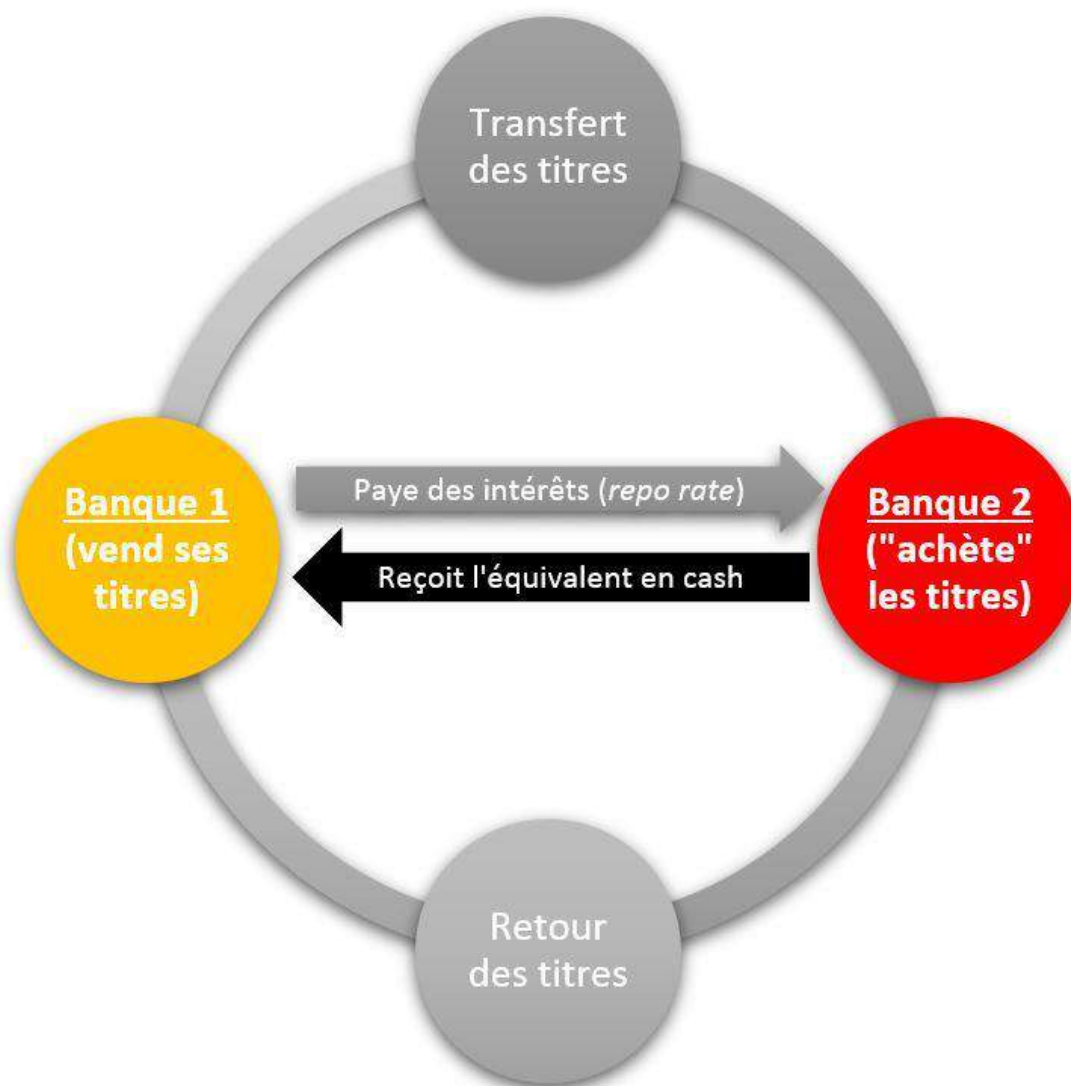 Transfert
des titres
Banque 1
(vend ses
titres)
Paye des intérêts (repo rate)
Reçoit l'équivalent en cash
Banque 2
("achète"
les titres)
Retour
des titres